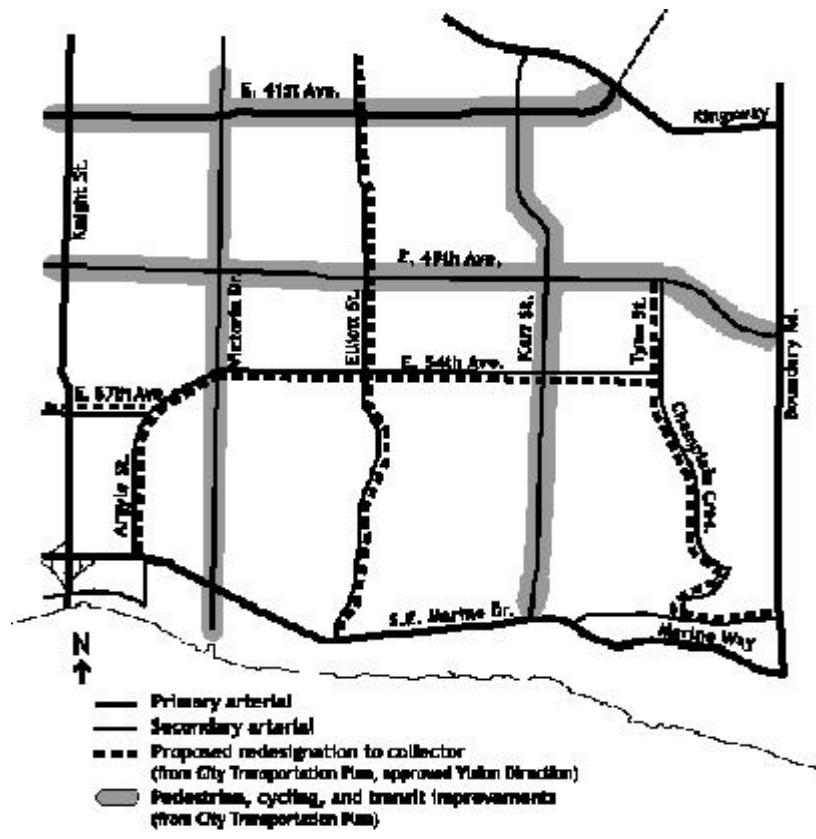 E. 41st Ave.
Kingsway
Knight St.
E. 49th Ave.
Victoria Dr.
Elliott St.
Kerr St.
Tyne St.
Boundary Rd.
E. 54th Ave.
E. 57th Ave.
Argyle St.
Champlain Cres.
S.E. Marine Dr.
Marine Way
N
Primary arterial
Secondary arterial
Proposed redesignation to collector
(from City Transportation Plan, approved Vision Direction)
Pedestrian, cycling, and transit improvements
(from City Transportation Plan)